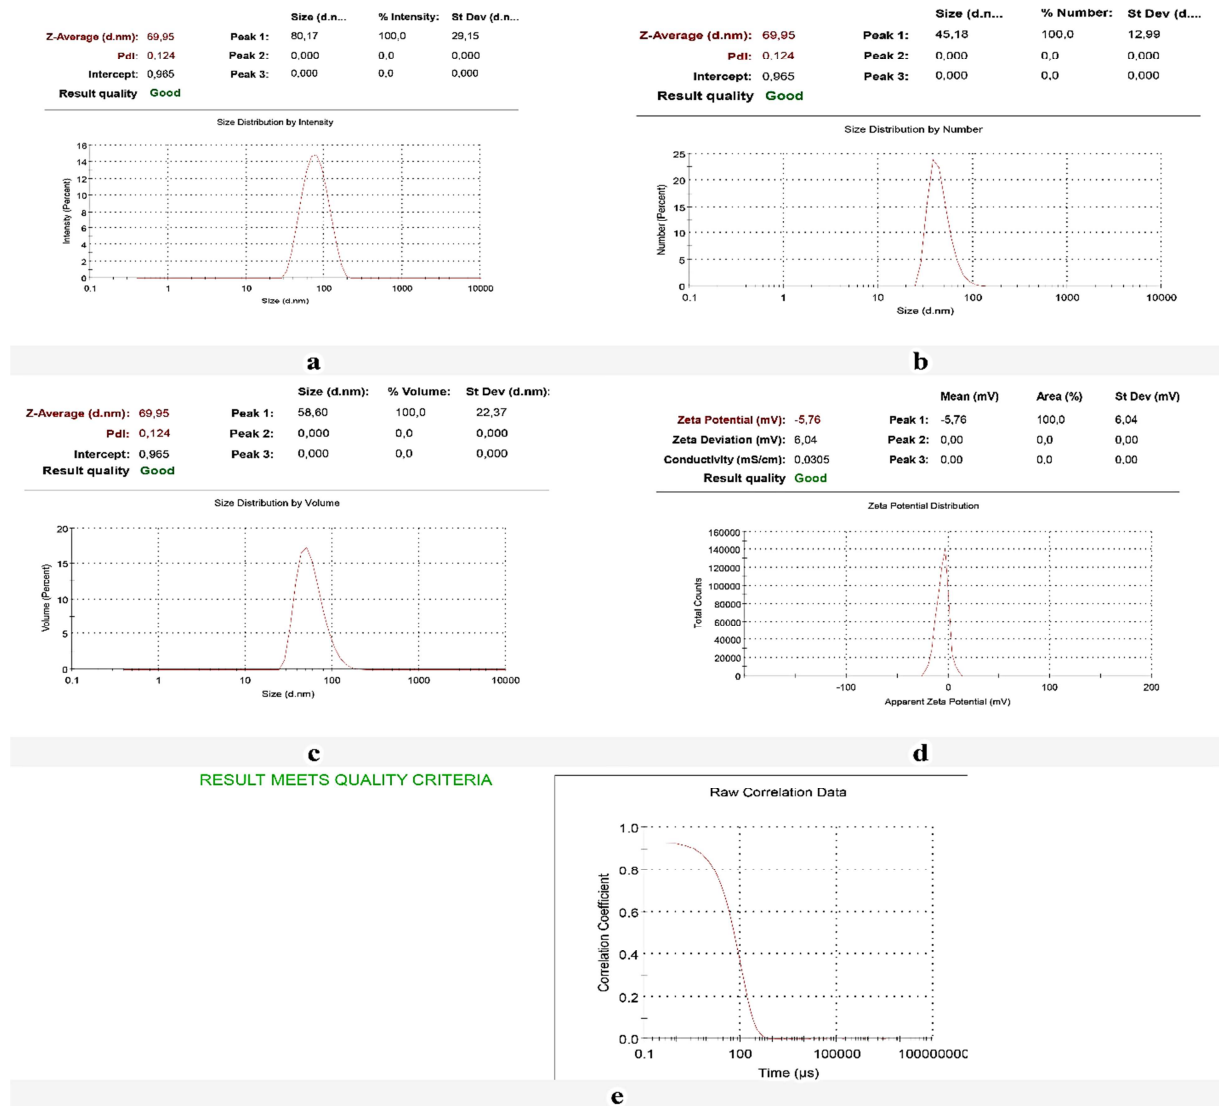 Size (d.n... % Intensity: St Dev (d.n...
Z-Average (d.nm): 69,95 Peak 1: 80,17 100,0 29,15
PdI: 0,124 Peak 2: 0,000 0,0 0,000
Intercept: 0,965 Peak 3: 0,000 0,0 0,000
Result quality Good
Size Distribution by Intensity
Intensity (Percent)
16
14
12
10
8
6
4
2
0
0.1 1 10 100 1000 10000
Size (d.nm)
a
Size (d.n... % Number: St Dev (d....
Z-Average (d.nm): 69,95 Peak 1: 45,18 100,0 12,99
PdI: 0,124 Peak 2: 0,000 0,0 0,000
Intercept: 0,965 Peak 3: 0,000 0,0 0,000
Result quality Good
Size Distribution by Number
Number (Percent)
25
20
15
10
5
0
0.1 1 10 100 1000 10000
Size (d.nm)
b
Size (d.nm): % Volume: St Dev (d.nm):
Z-Average (d.nm): 69,95 Peak 1: 58,60 100,0 22,37
PdI: 0,124 Peak 2: 0,000 0,0 0,000
Intercept: 0,965 Peak 3: 0,000 0,0 0,000
Result quality Good
Size Distribution by Volume
Volume (Percent)
20
15
10
5
0
0.1 1 10 100 1000 10000
Size (d.nm)
c
Mean (mV) Area (%) St Dev (mV)
Zeta Potential (mV): -5,76 Peak 1: -5,76 100,0 6,04
Zeta Deviation (mV): 6,04 Peak 2: 0,00 0,0 0,00
Conductivity (mS/cm): 0,0305 Peak 3: 0,00 0,0 0,00
Result quality Good
Zeta Potential Distribution
Total Counts
160000
140000
120000
100000
80000
60000
40000
20000
0
-100 0 100 200
Apparent Zeta Potential (mV)
d
RESULT MEETS QUALITY CRITERIA
Raw Correlation Data
Correlation Coefficient
1.0
0.8
0.6
0.4
0.2
0.0
0.1 100 100000 100000000
Time (µs)
e